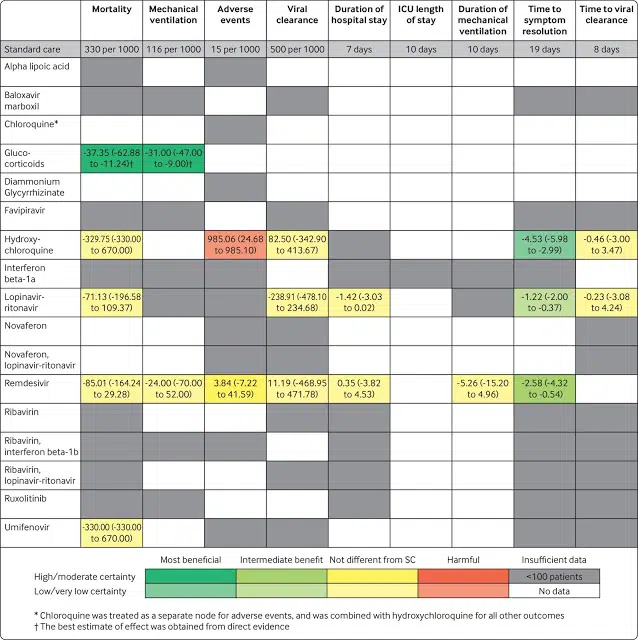 Mortality
Mechanical
ventilation
Adverse
events
Viral
clearance
Duration of
hospital stay
ICU length
of stay
Duration of
mechanical
ventilation
Time to
symptom
resolution
Time to viral
clearance
Standard care 330 per 1000 116 per 1000 15 per 1000 500 per 1000 7 days 10 days 10 days 19 days 8 days
Alpha lipoic acid
Baloxavir
marboxil
Chloroquine*
Gluco-
corticoids
-37.35 (-62.88
to -11.24)†
-31.00 (-47.00
to -9.00)†
Diammonium
Glycyrrhizinate
Favipiravir
Hydroxy-
chloroquine
-329.75 (-330.00
to 670.00)
985.06 (24.68
to 985.10)
82.50 (-342.90
to 413.67)
-4.53 (-5.98
to -2.99)
-0.46 (-3.00
to 3.47)
Interferon
beta-1a
Lopinavir-
ritonavir
-71.13 (-196.58
to 109.37)
-238.91 (-478.10
to 234.68)
-1.42 (-3.03
to 0.02)
-1.22 (-2.00
to -0.37)
-0.23 (-3.08
to 4.24)
Novaferon
Novaferon,
lopinavir-ritonavir
Remdesivir
-85.01 (-164.24
to 29.28)
-24.00 (-70.00
to 52.00)
3.84 (-7.22
to 41.59)
11.19 (-468.95
to 471.78)
0.35 (-3.82
to 4.53)
-5.26 (-15.20
to 4.96)
-2.58 (-4.32
to -0.54)
Ribavirin
Ribavirin,
interferon beta-1b
Ribavirin,
lopinavir-ritonavir
Ruxolitinib
Umifenovir
-330.00 (-330.00
to 670.00)
Most beneficial Intermediate benefit Not different from SC Harmful Insufficient data
High/moderate certainty <100 patients
Low/very low certainty No data
* Chloroquine was treated as a separate node for adverse events, and was combined with hydroxychloroquine for all other outcomes
† The best estimate of effect was obtained from direct evidence